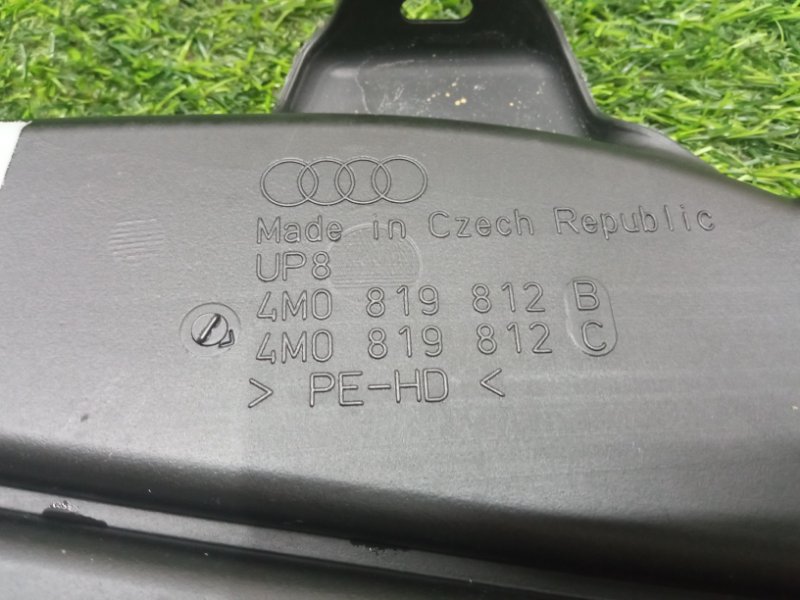 Made in Czech Republic
UP8
4M0 819 812 B
4M0 819 812 C
> PE-HD <